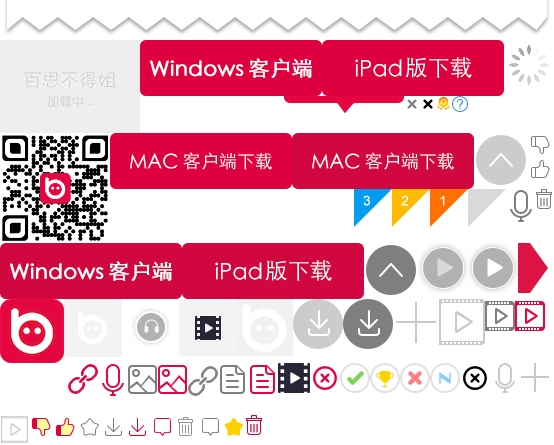 百思不得姐
加载中...
Windows 客户端
iPad版下载
?
MAC 客户端下载
MAC 客户端下载
3
2
1
Windows 客户端
iPad版下载